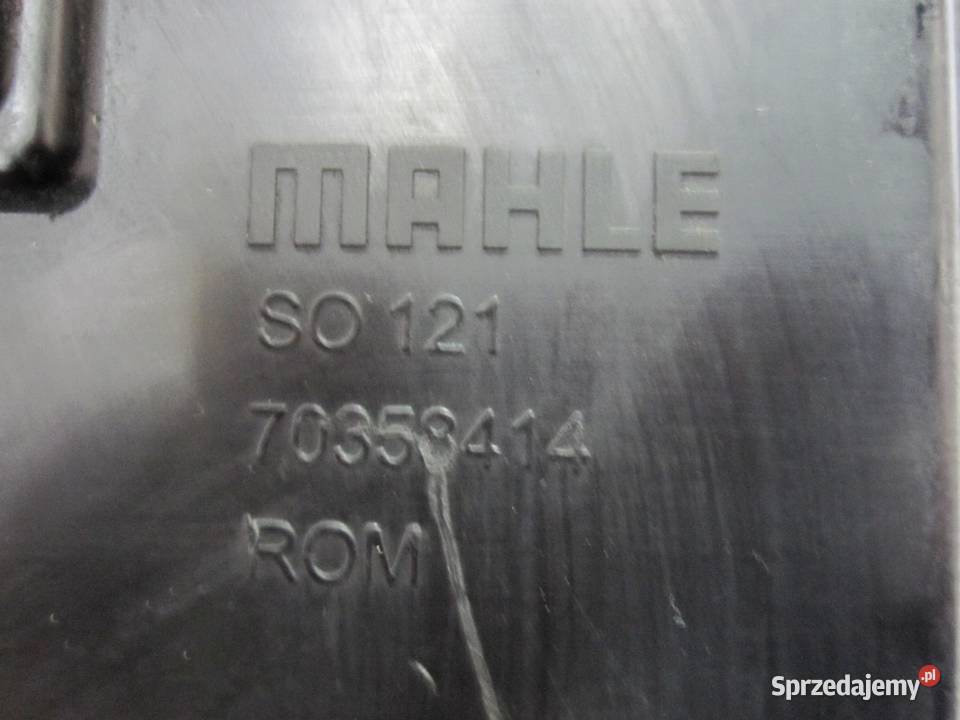 MAHLE
SO 121
70358414
ROM
Sprzedajemy.pl